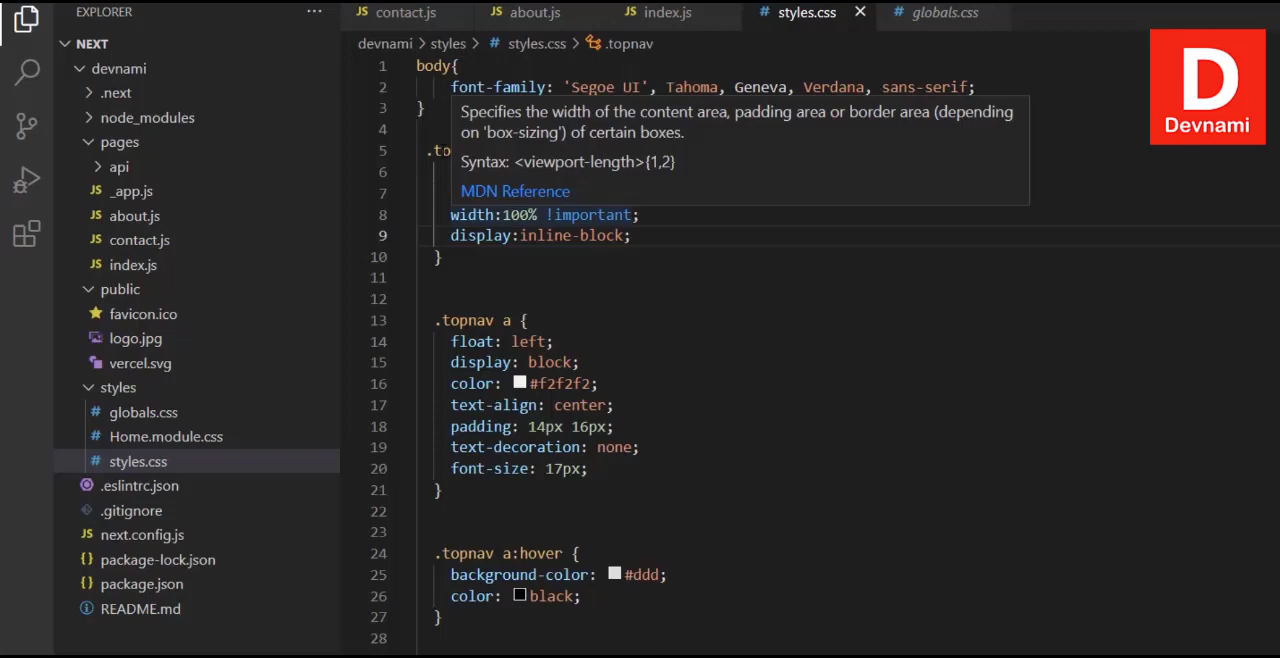 EXPLORER
...
NEXT
devnami
.next
node_modules
pages
api
JS _app.js
JS about.js
JS contact.js
JS index.js
public
favicon.ico
logo.jpg
vercel.svg
styles
# globals.css
# Home.module.css
# styles.css
.eslintrc.json
.gitignore
JS next.config.js
{} package-lock.json
{} package.json
README.md
JS contact.js JS about.js JS index.js # styles.css # globals.css
devnami > styles > # styles.css > .topnav
1 body{
2 font-family: 'Segoe UI', Tahoma, Geneva, Verdana, sans-serif;
3 }
4
5 .to
6
7
8 width:100% !important;
9 display:inline-block;
10 }
11
12
13 .topnav a {
14 float: left;
15 display: block;
16 color: #f2f2f2;
17 text-align: center;
18 padding: 14px 16px;
19 text-decoration: none;
20 font-size: 17px;
21 }
22
23
24 .topnav a:hover {
25 background-color: #ddd;
26 color: black;
27 }
28
Specifies the width of the content area, padding area or border area (depending
on 'box-sizing') of certain boxes.
Syntax: <viewport-length>{1,2}
MDN Reference
D
Devnami